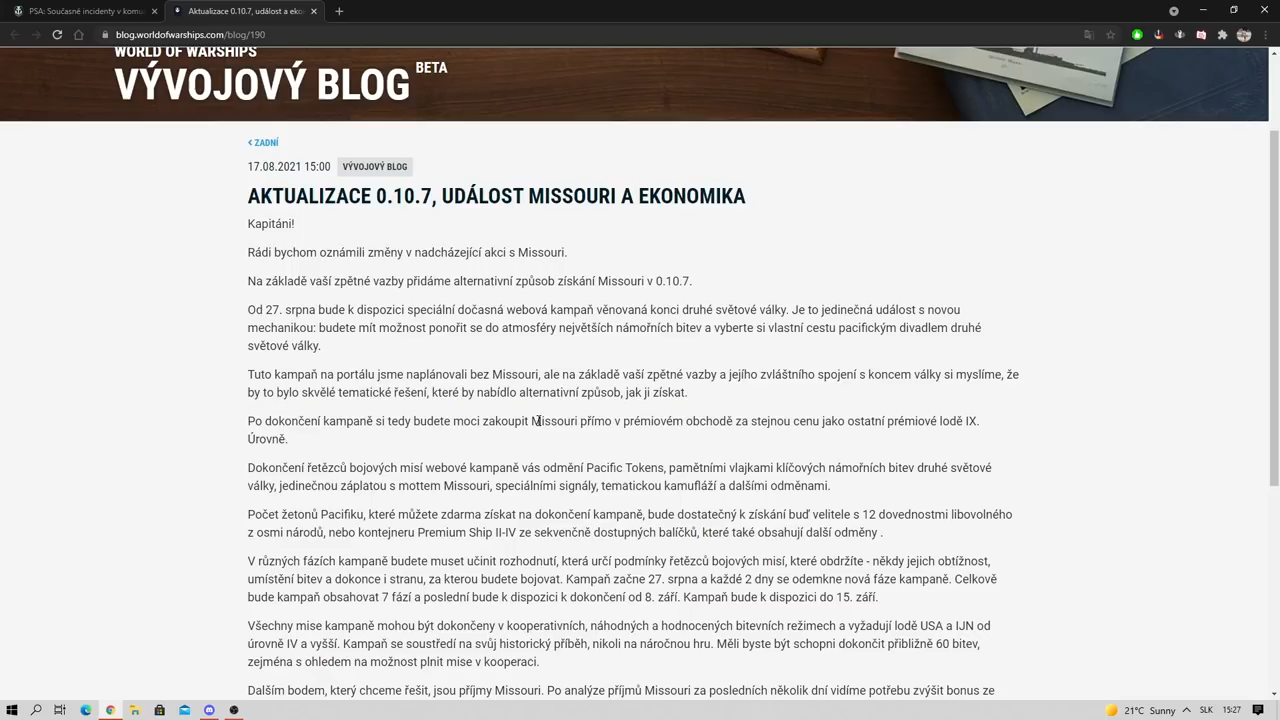 PSA: Současné incidenty v komu
Aktualizace 0.10.7, událost Misso
blog.worldofwarships.com/blog/190
WORLD OF WARSHIPS
VÝVOJOVÝ BLOG BETA
ZADNÍ
17.08.2021 15:00 VÝVOJOVÝ BLOG
AKTUALIZACE 0.10.7, UDÁLOST MISSOURI A EKONOMIKA
Kapitáni!
Rádi bychom oznámili změny v nadcházející akci s Missouri.
Na základě vaší zpětné vazby přidáme alternativní způsob získání Missouri v 0.10.7.
Od 27. srpna bude k dispozici speciální dočasná webová kampaň věnovaná konci druhé světové války. Je to jedinečná událost s novou
mechanikou: budete mít možnost ponořit se do atmosféry největších námořních bitev a vyberte si vlastní cestu pacifickým divadlem druhé
světové války.
Tuto kampaň na portálu jsme naplánovali bez Missouri, ale na základě vaší zpětné vazby a jejího zvláštního spojení s koncem války si myslíme, že
by to bylo skvělé tematické řešení, které by nabídlo alternativní způsob, jak ji získat.
Po dokončení kampaně si tedy budete moci zakoupit Missouri přímo v prémiovém obchodě za stejnou cenu jako ostatní prémiové lodě IX.
Úrovně.
Dokončení řetězců bojových misí webové kampaně vás odmění Pacific Tokens, pamětními vlajkami klíčových námořních bitev druhé světové
války, jedinečnou záplatou s mottem Missouri, speciálními signály, tematickou kamufláží a dalšími odměnami.
Počet žetonů Pacifiku, které můžete zdarma získat na dokončení kampaně, bude dostatečný k získání buď velitele s 12 dovednostmi libovolného
z osmi národů, nebo kontejneru Premium Ship II-IV ze sekvenčně dostupných balíčků, které také obsahují další odměny .
V různých fázích kampaně budete muset učinit rozhodnutí, která určí podmínky řetězců bojových misí, které obdržíte - někdy jejich obtížnost,
umístění bitev a dokonce i stranu, za kterou budete bojovat. Kampaň začne 27. srpna a každé 2 dny se odemkne nová fáze kampaně. Celkově
bude kampaň obsahovat 7 fází a poslední bude k dispozici k dokončení od 8. září. Kampaň bude k dispozici do 15. září.
Všechny mise kampaně mohou být dokončeny v kooperativních, náhodných a hodnocených bitevních režimech a vyžadují lodě USA a IJN od
úrovně IV a vyšší. Kampaň se soustředí na svůj historický příběh, nikoli na náročnou hru. Měli byste být schopni dokončit přibližně 60 bitev,
zejména s ohledem na možnost plnit mise v kooperaci.
Dalším bodem, který chceme řešit, jsou příjmy Missouri. Po analýze příjmů Missouri za posledních několik dní vidíme potřebu zvýšit bonus ze
21°C Sunny SLK 15:27